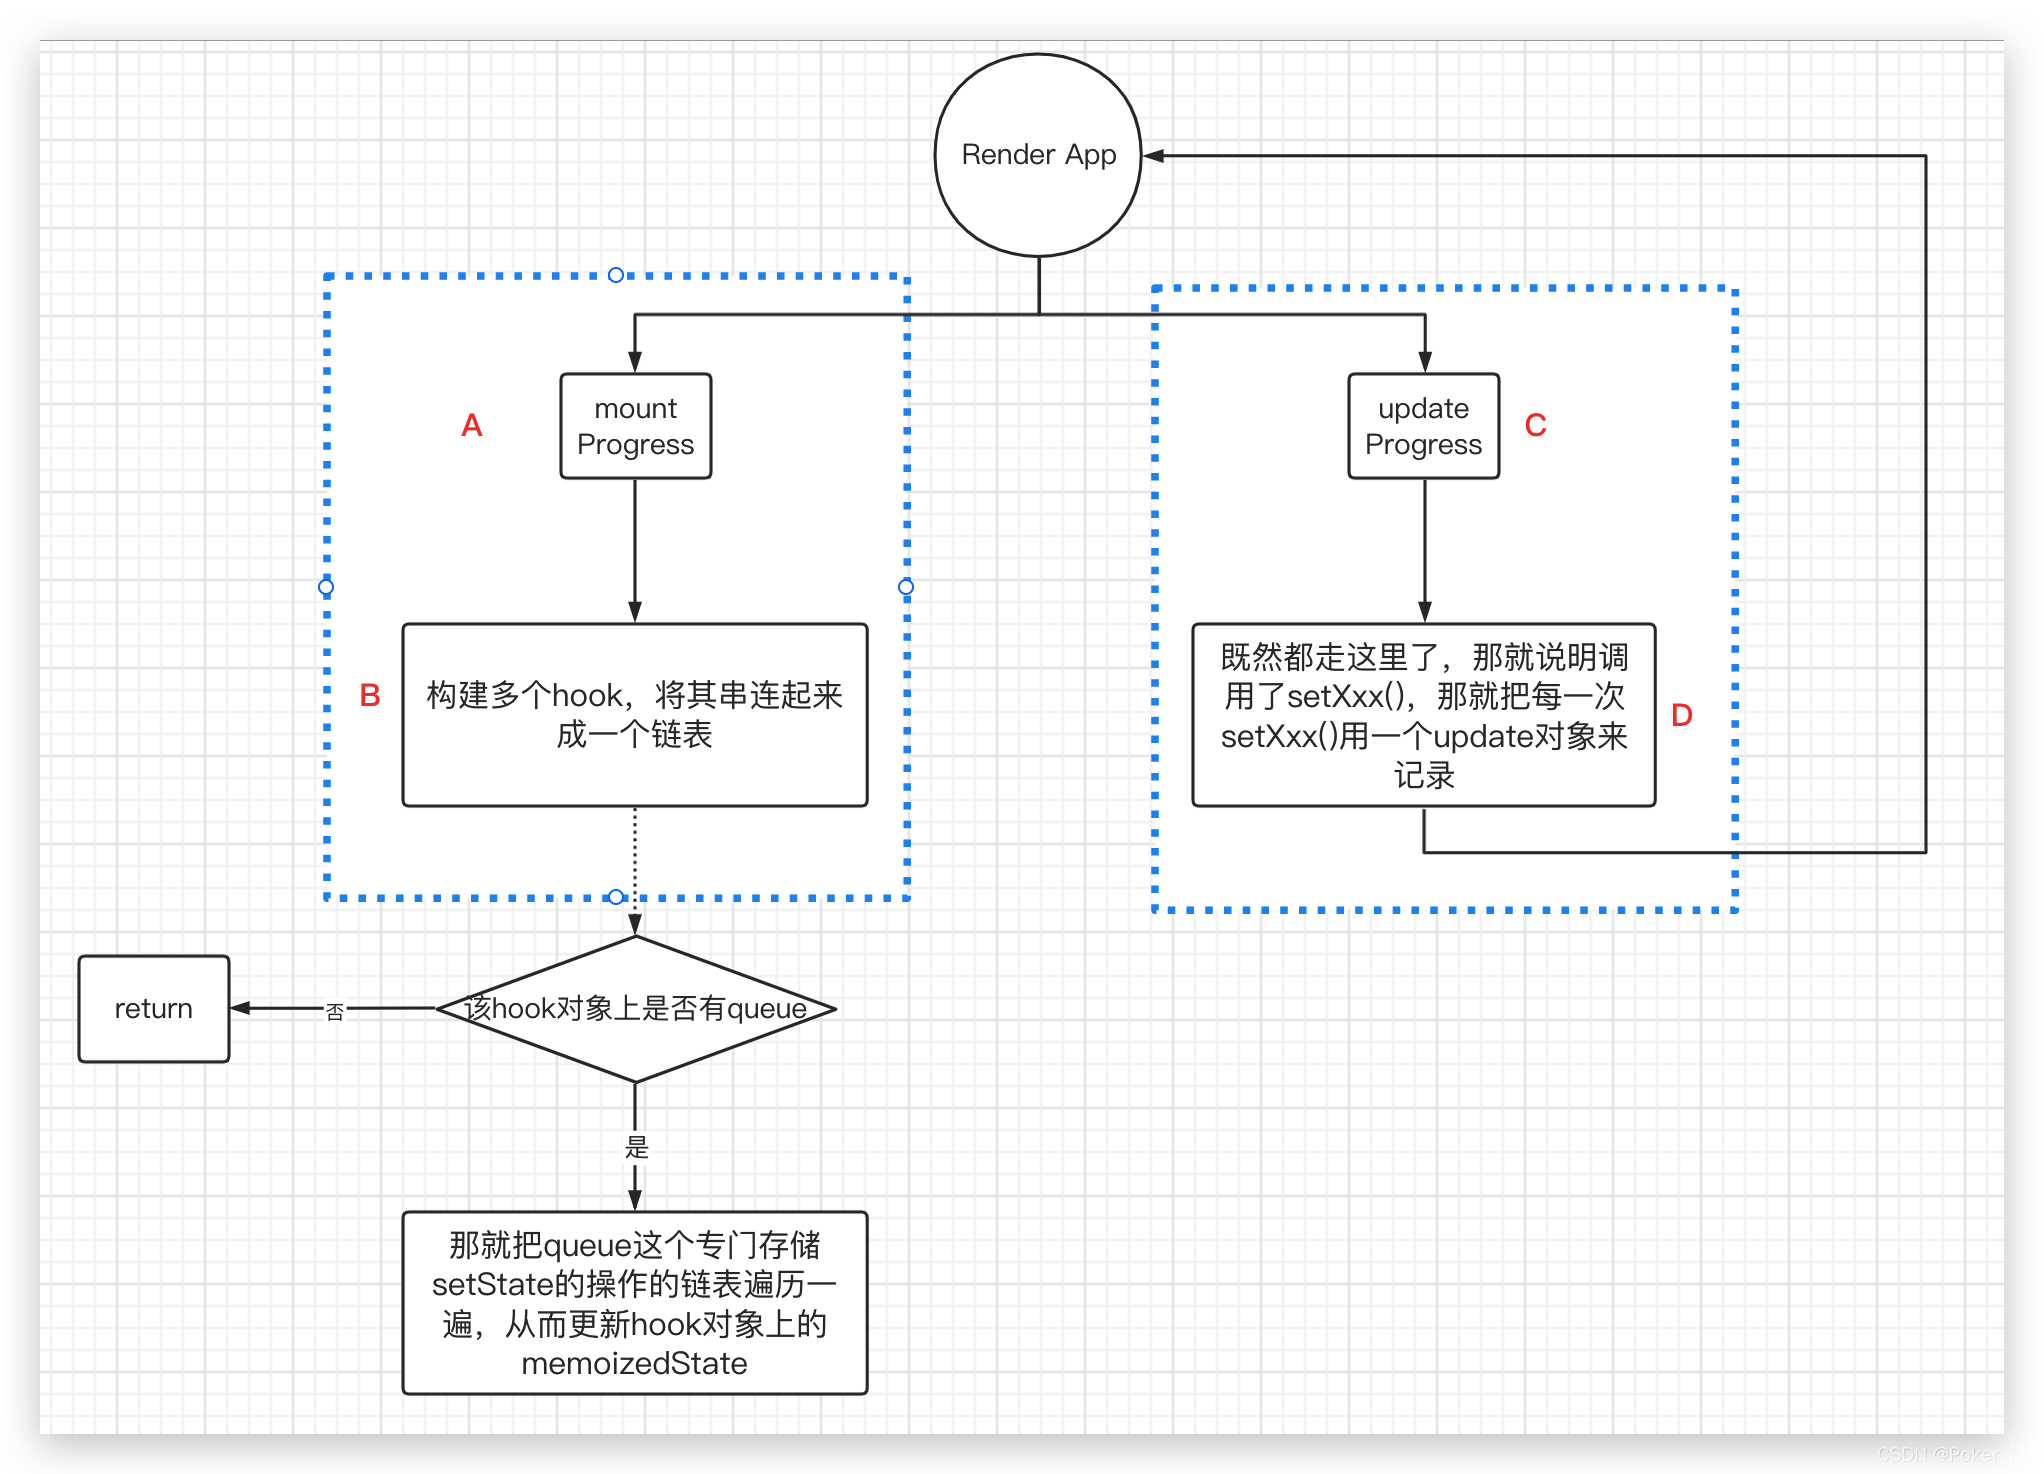 Render App
mount
Progress
A
update
Progress
C
B
构建多个hook，将其串连起来
成一个链表
既然都走这里了，那就说明调
用了setXxx()，那就把每一次
setXxx()用一个update对象来
记录
D
return
否
该hook对象上是否有queue
是
那就把queue这个专门存储
setState的操作的链表遍历一
遍，从而更新hook对象上的
memoizedState
CSDN @Poker